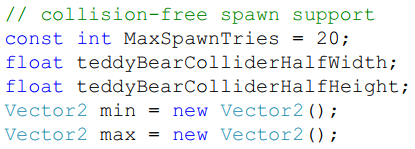 // collision-free spawn support
const int MaxSpawnTries = 20;
float teddyBearColliderHalfWidth;
float teddyBearColliderHalfHeight;
Vector2 min = new Vector2();
Vector2 max = new Vector2();